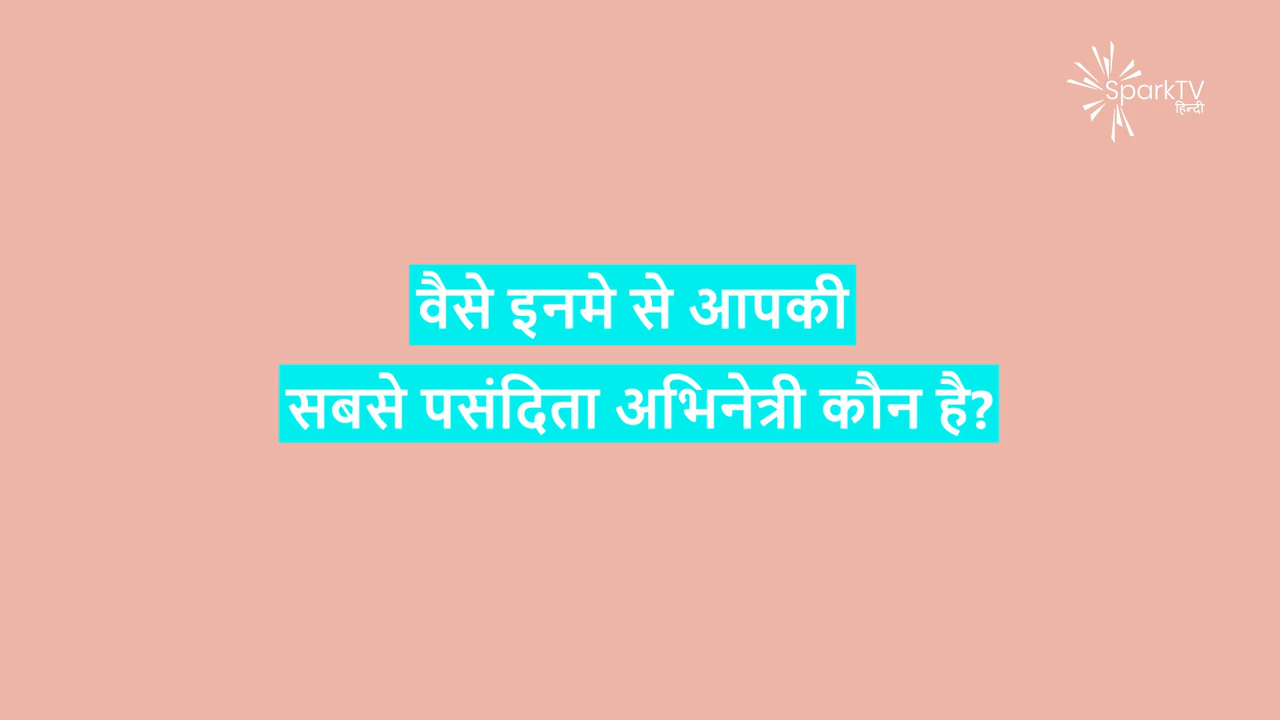 SparkTV
हिन्दी
वैसे इनमे से आपकी
सबसे पसंदिता अभिनेत्री कौन है?